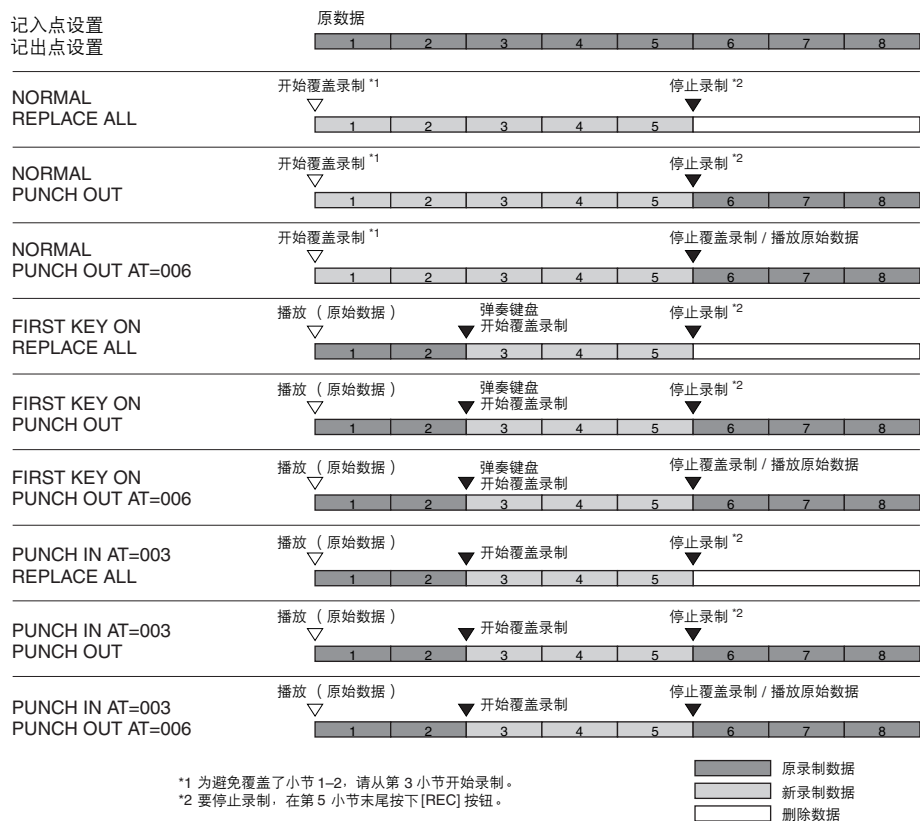 记入点设置
记出点设置
原数据
1 2 3 4 5 6 7 8
NORMAL
REPLACE ALL
开始覆盖录制 *1
停止录制 *2
1 2 3 4 5
NORMAL
PUNCH OUT
开始覆盖录制 *1
停止录制 *2
1 2 3 4 5 6 7 8
NORMAL
PUNCH OUT AT=006
开始覆盖录制 *1
停止覆盖录制 / 播放原始数据
1 2 3 4 5 6 7 8
FIRST KEY ON
REPLACE ALL
播放 ( 原始数据 )
弹奏键盘
开始覆盖录制
停止录制 *2
1 2 3 4 5
FIRST KEY ON
PUNCH OUT
播放 ( 原始数据 )
弹奏键盘
开始覆盖录制
停止录制 *2
1 2 3 4 5 6 7 8
FIRST KEY ON
PUNCH OUT AT=006
播放 ( 原始数据 )
弹奏键盘
开始覆盖录制
停止覆盖录制 / 播放原始数据
1 2 3 4 5 6 7 8
PUNCH IN AT=003
REPLACE ALL
播放 ( 原始数据 )
开始覆盖录制
停止录制 *2
1 2 3 4 5
PUNCH IN AT=003
PUNCH OUT
播放 ( 原始数据 )
开始覆盖录制
停止录制 *2
1 2 3 4 5 6 7 8
PUNCH IN AT=003
PUNCH OUT AT=006
播放 ( 原始数据 )
开始覆盖录制
停止覆盖录制 / 播放原始数据
1 2 3 4 5 6 7 8
*1 为避免覆盖了小节 1–2，请从第 3 小节开始录制。
*2 要停止录制，在第 5 小节末尾按下 [REC] 按钮。
原录制数据
新录制数据
删除数据